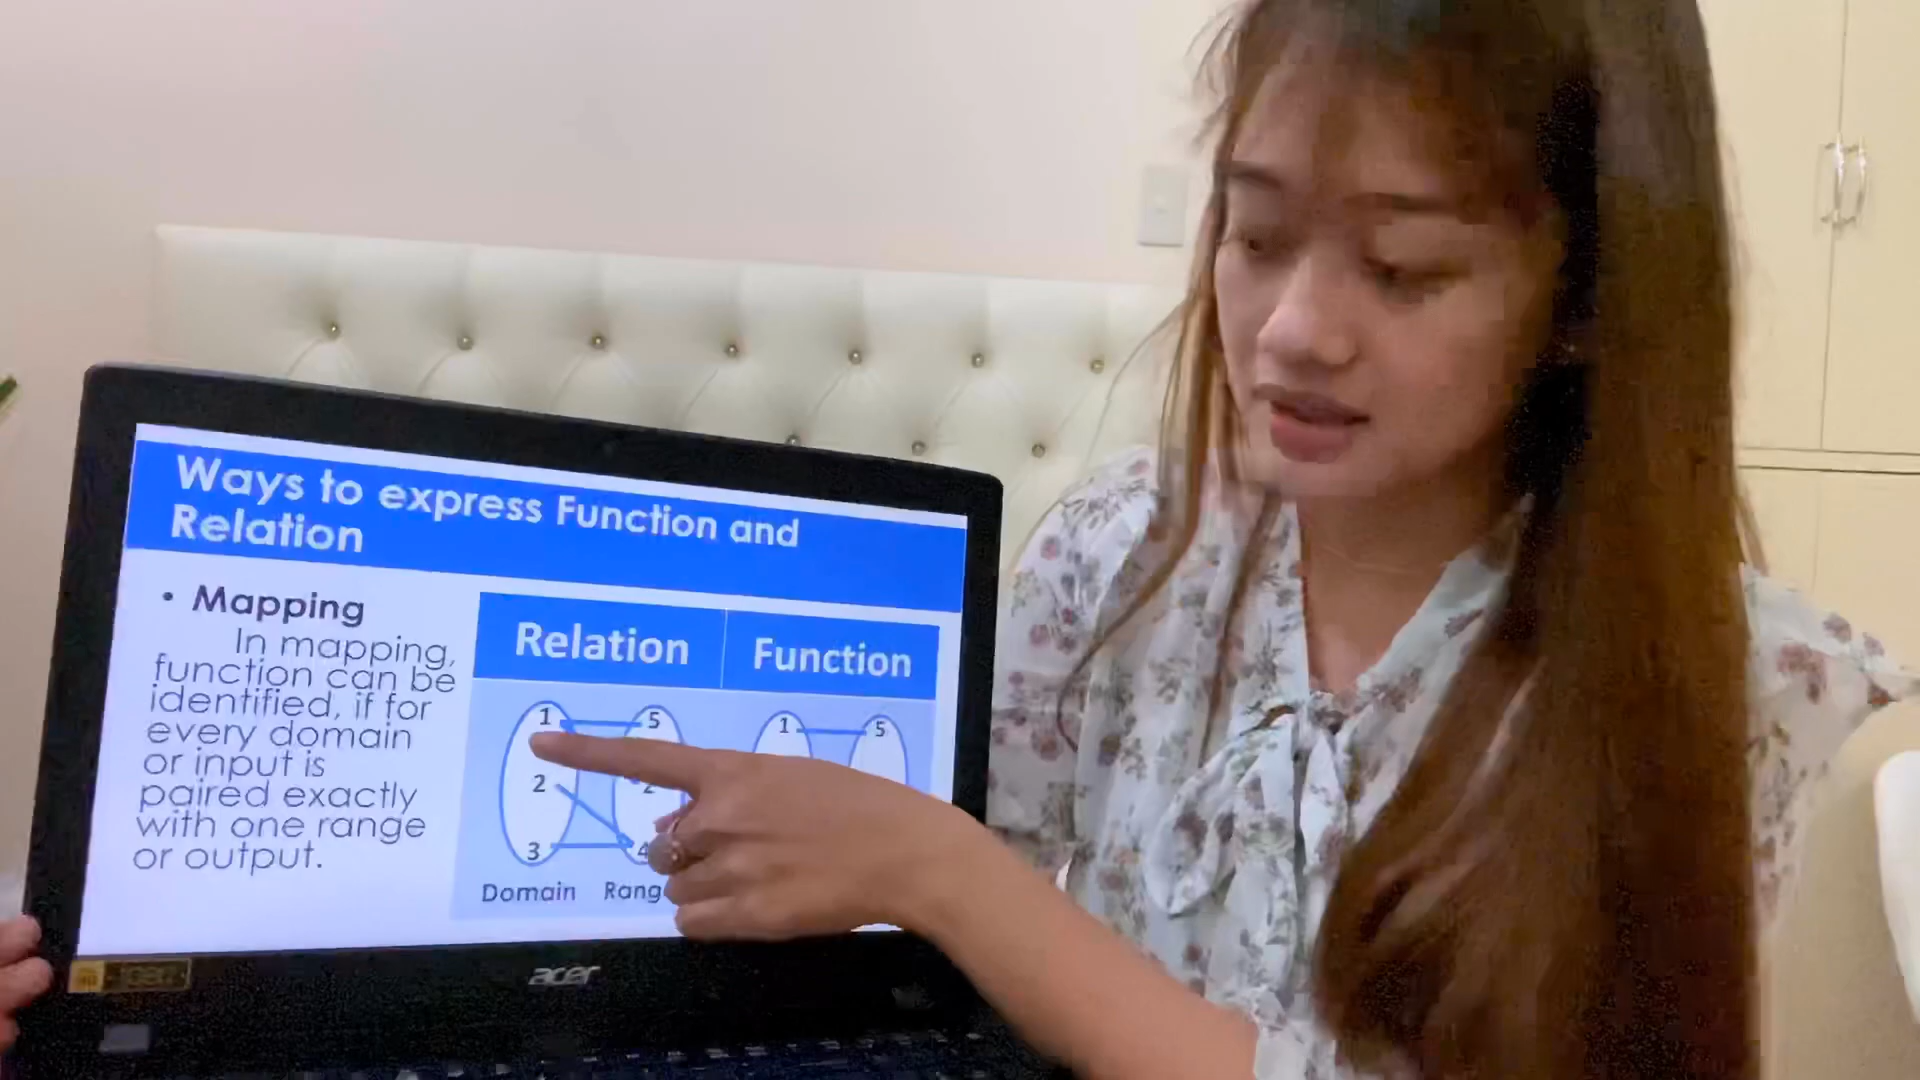 Ways to express Function and
Relation
• Mapping
In mapping,
function can be
identified, if for
every domain
or input is
paired exactly
with one range
or output.
Relation
Function
1
5
2
2
3
4
Domain
1
5
acer